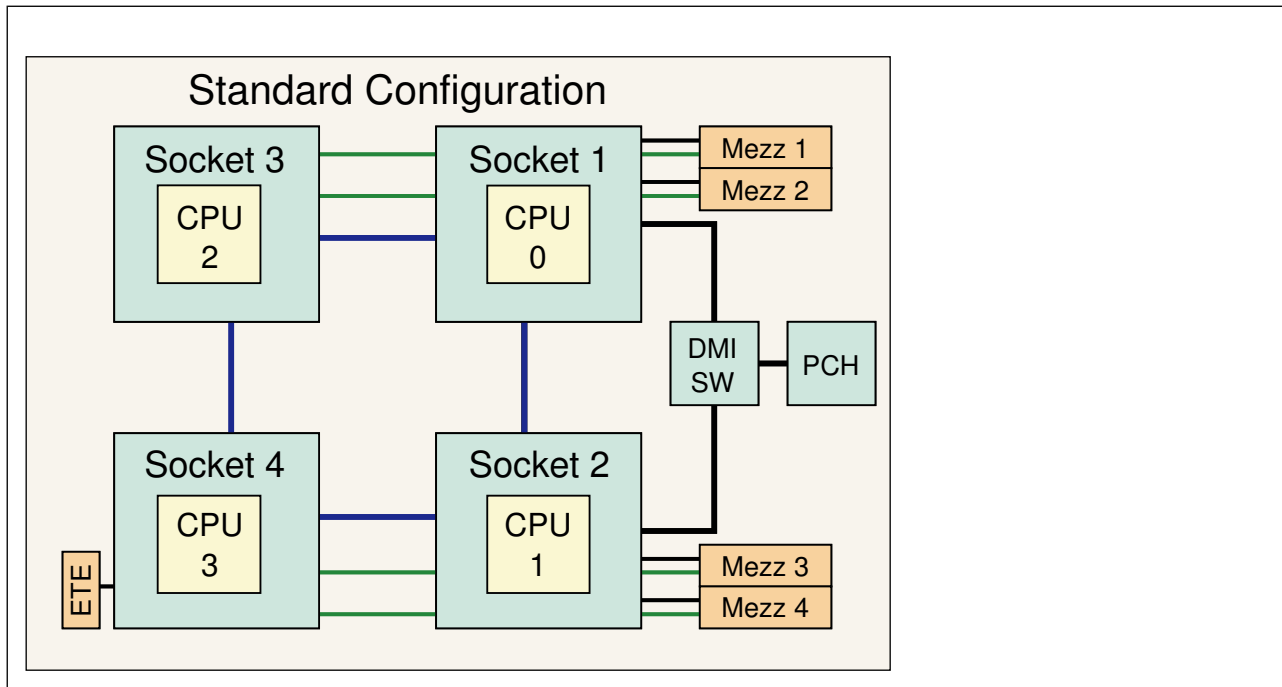 Standard Configuration
Socket 3
CPU
2
Socket 1
CPU
0
Mezz 1
Mezz 2
DMI
SW
PCH
Socket 4
CPU
3
ETE
Socket 2
CPU
1
Mezz 3
Mezz 4